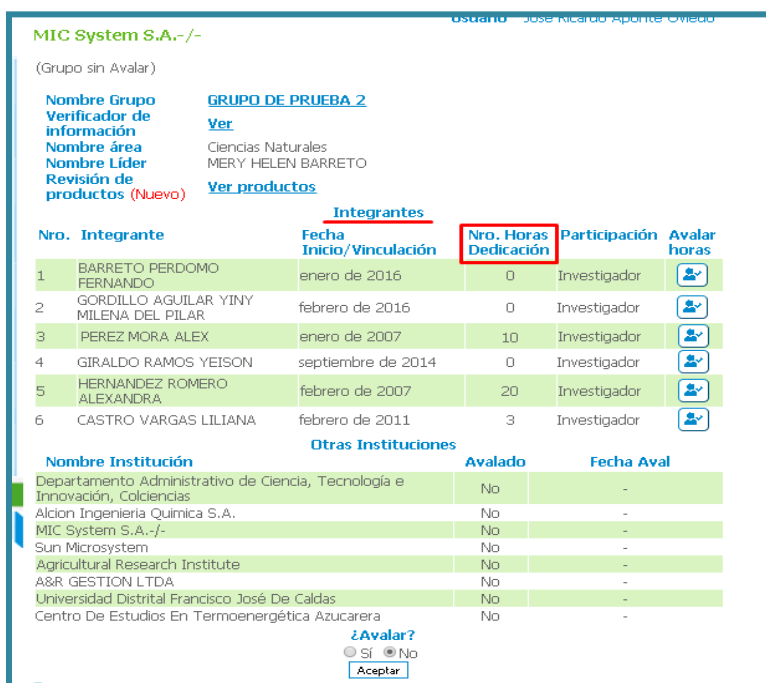 Usuario José Ricardo Aponte Oviedo
MIC System S.A.-/-
(Grupo sin Avalar)
Nombre Grupo GRUPO DE PRUEBA 2
Verificador de información Ver
Nombre área Ciencias Naturales
Nombre Líder MERY HELEN BARRETO
Revisión de productos (Nuevo) Ver productos
Integrantes
Nro. Integrante Fecha Inicio/Vinculación Nro. Horas Dedicación Participación Avalar horas
1 BARRETO PERDOMO FERNANDO enero de 2016 0 Investigador
2 GORDILLO AGUILAR YINY MILENA DEL PILAR febrero de 2016 0 Investigador
3 PEREZ MORA ALEX enero de 2007 10 Investigador
4 GIRALDO RAMOS YEISON septiembre de 2014 0 Investigador
5 HERNANDEZ ROMERO ALEXANDRA febrero de 2007 20 Investigador
6 CASTRO VARGAS LILIANA febrero de 2011 3 Investigador
Otras Instituciones
Nombre Institución Avalado Fecha Aval
Departamento Administrativo de Ciencia, Tecnología e Innovación, Colciencias No -
Alcion Ingenieria Quimica S.A. No -
MIC System S.A.-/- No -
Sun Microsystem No -
Agricultural Research Institute No -
A&R GESTION LTDA No -
Universidad Distrital Francisco José De Caldas No -
Centro De Estudios En Termoenergética Azucarera No -
¿Avalar?
Sí No
Aceptar